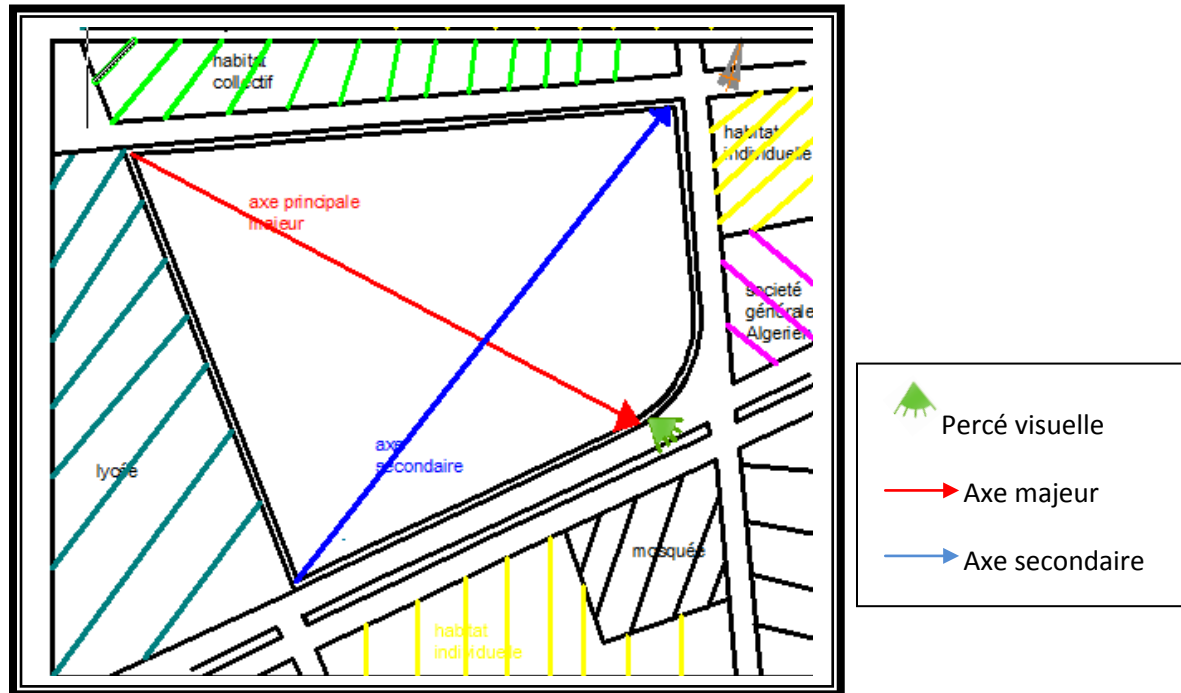 habitat
collectif
habitat
individuelle
axe principale
majeur
societé
générale
Algerien
axe
secondaire
lycée
mosquée
habitat
individuelle
Percé visuelle
Axe majeur
Axe secondaire